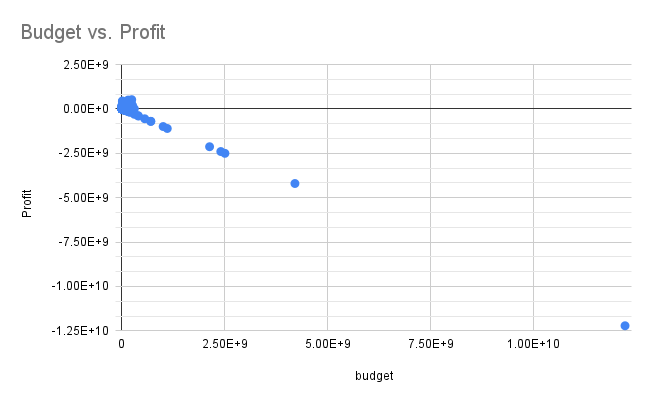 Budget vs. Profit
2.50E+9
0.00E+0
-2.50E+9
-5.00E+9
-7.50E+9
-1.00E+10
-1.25E+10
Profit
0 2.50E+9 5.00E+9 7.50E+9 1.00E+10
budget